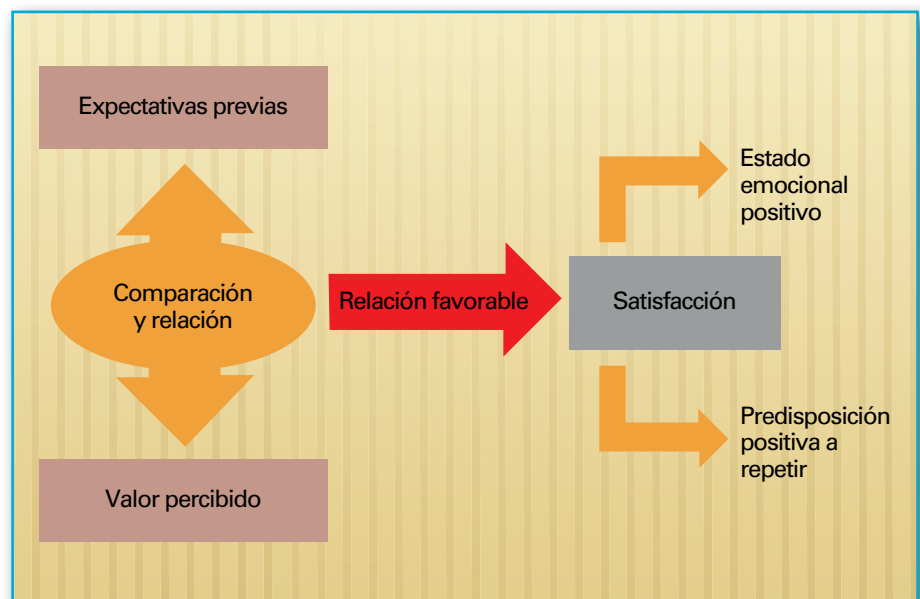 Expectativas previas
Comparación
y relación
Valor percibido
Relación favorable
Satisfacción
Estado
emocional
positivo
Predisposición
positiva a
repetir